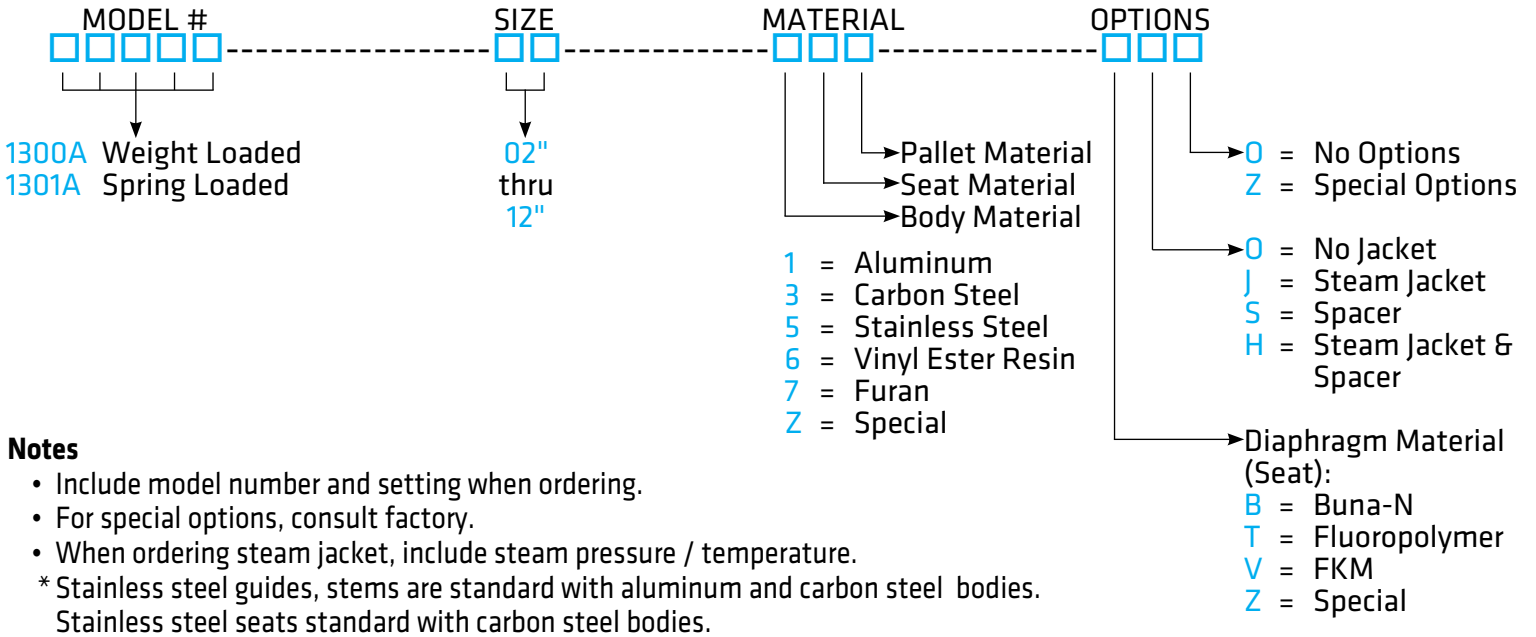 MODEL # SIZE MATERIAL OPTIONS
1300A Weight Loaded
1301A Spring Loaded
02"
thru
12"
Pallet Material
Seat Material
Body Material
1 = Aluminum
3 = Carbon Steel
5 = Stainless Steel
6 = Vinyl Ester Resin
7 = Furan
Z = Special
0 = No Options
Z = Special Options
0 = No Jacket
J = Steam Jacket
S = Spacer
H = Steam Jacket &
Spacer
Diaphragm Material
(Seat):
B = Buna-N
T = Fluoropolymer
V = FKM
Z = Special
Notes
• Include model number and setting when ordering.
• For special options, consult factory.
• When ordering steam jacket, include steam pressure / temperature.
* Stainless steel guides, stems are standard with aluminum and carbon steel bodies.
Stainless steel seats standard with carbon steel bodies.